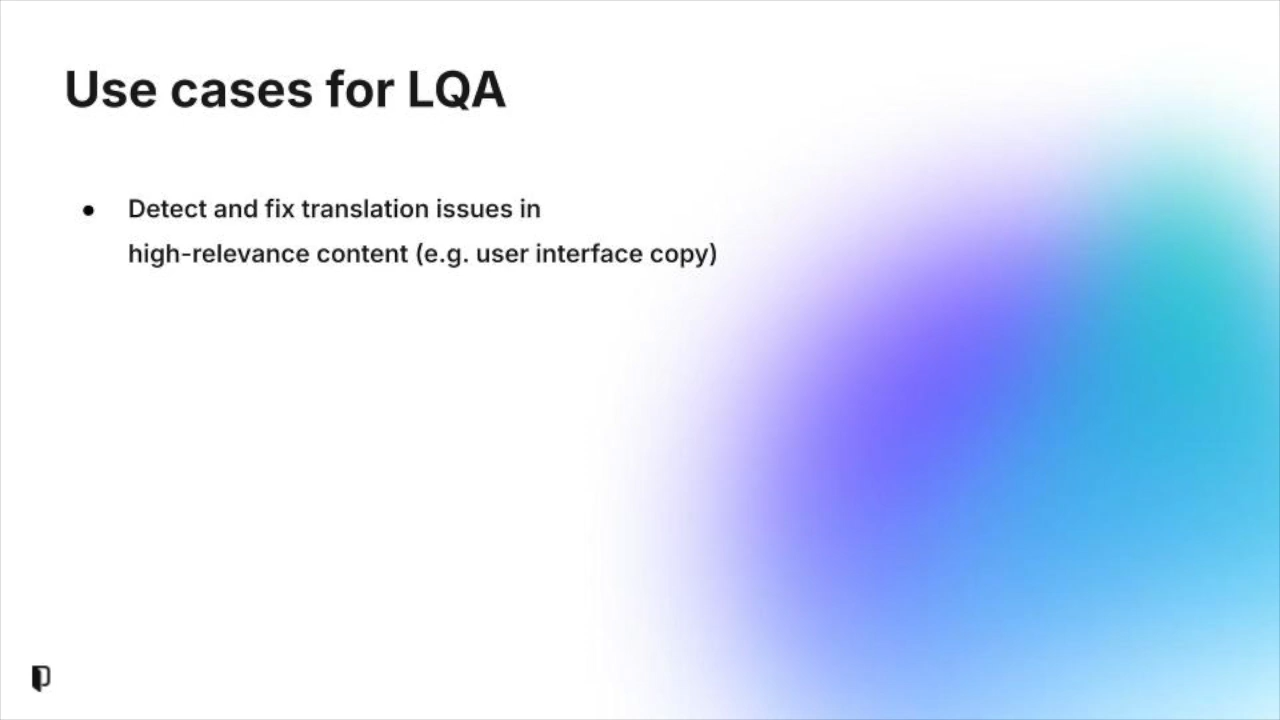 Use cases for LQA
● Detect and fix translation issues in
high-relevance content (e.g. user interface copy)